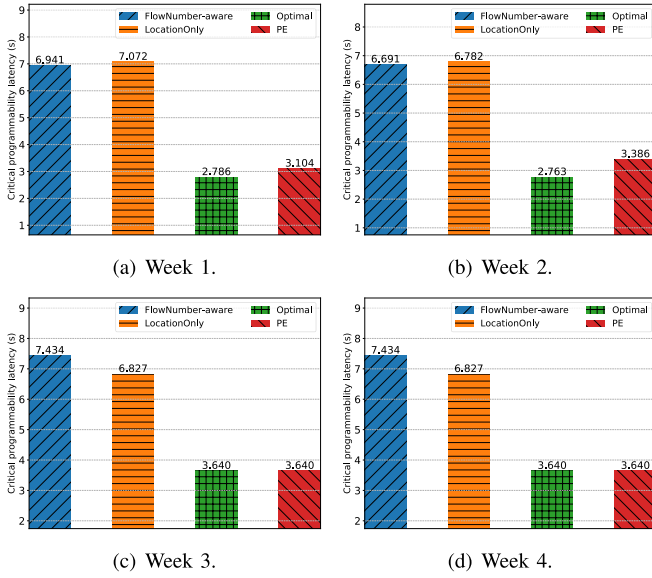 Critical programmability latency (s)
9
8
7
6
5
4
3
2
1
FlowNumber-aware
LocationOnly
Optimal
PE
6.941
7.072
2.786
3.104
(a) Week 1.
Critical programmability latency (s)
8
7
6
5
4
3
2
1
FlowNumber-aware
LocationOnly
Optimal
PE
6.691
6.782
2.763
3.386
(b) Week 2.
Critical programmability latency (s)
9
8
7
6
5
4
3
2
FlowNumber-aware
LocationOnly
Optimal
PE
7.434
6.827
3.640
3.640
(c) Week 3.
Critical programmability latency (s)
9
8
7
6
5
4
3
2
FlowNumber-aware
LocationOnly
Optimal
PE
7.434
6.827
3.640
3.640
(d) Week 4.